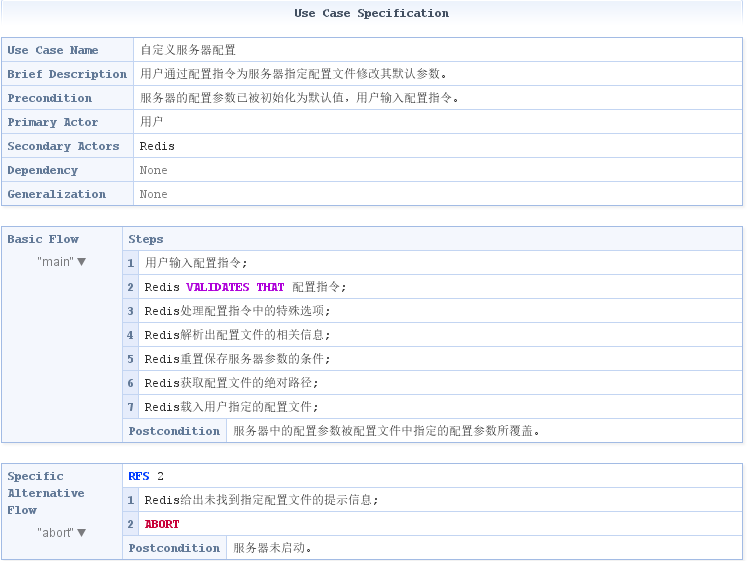 Use Case Specification
Use Case Name 自定义服务器配置
Brief Description 用户通过配置指令为服务器指定配置文件修改其默认参数。
Precondition 服务器的配置参数已被初始化为默认值，用户输入配置指令。
Primary Actor 用户
Secondary Actors Redis
Dependency None
Generalization None
Basic Flow Steps
"main" ▼
1 用户输入配置指令;
2 Redis VALIDATES THAT 配置指令;
3 Redis处理配置指令中的特殊选项;
4 Redis解析出配置文件的相关信息;
5 Redis重置保存服务器参数的条件;
6 Redis获取配置文件的绝对路径;
7 Redis载入用户指定的配置文件;
Postcondition 服务器中的配置参数被配置文件中指定的配置参数所覆盖。
Specific Alternative Flow
"abort" ▼
RFS 2
1 Redis给出未找到指定配置文件的提示信息;
2 ABORT
Postcondition 服务器未启动。